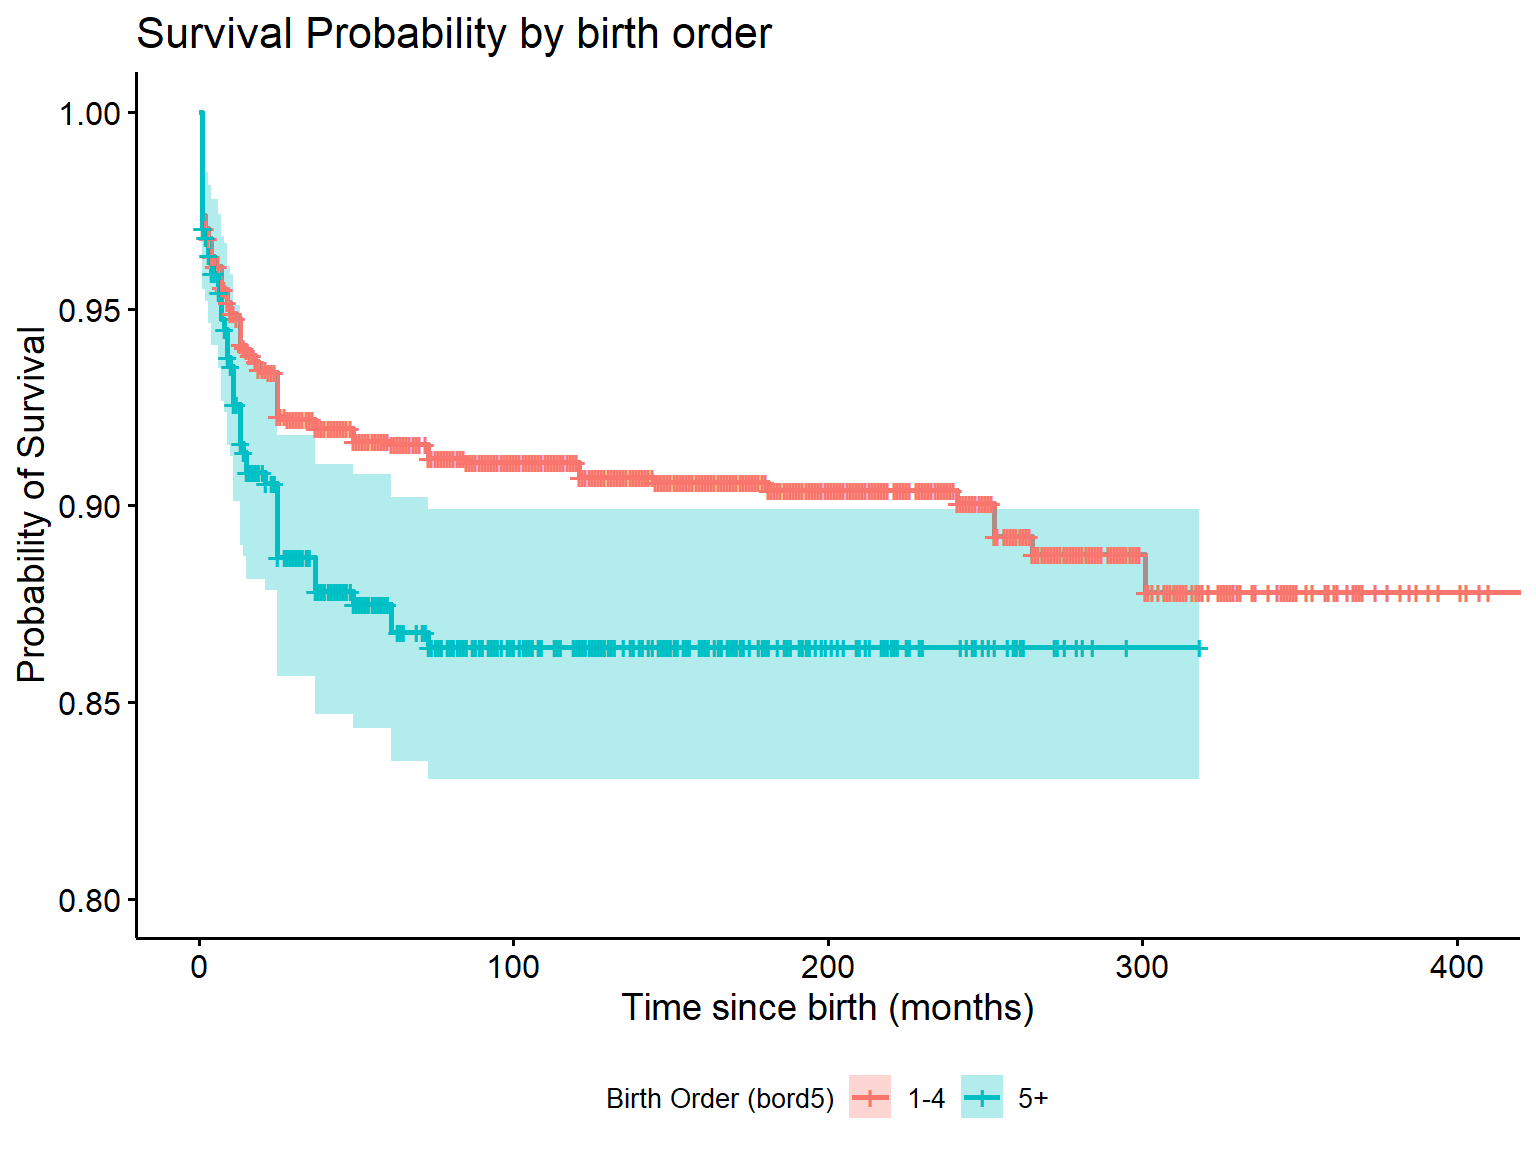 Survival Probability by birth order
Probability of Survival
1.00
0.95
0.90
0.85
0.80
0 100 200 300 400
Time since birth (months)
Birth Order (bord5) 1-4 5+